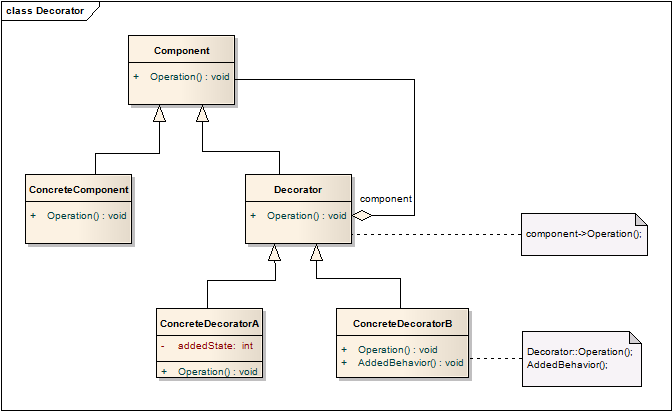 class Decorator
Component
+ Operation() : void
ConcreteComponent
+ Operation() : void
Decorator
+ Operation() : void
component
component->Operation();
ConcreteDecoratorA
- addedState: int
+ Operation() : void
ConcreteDecoratorB
+ Operation() : void
+ AddedBehavior() : void
Decorator::Operation();
AddedBehavior();